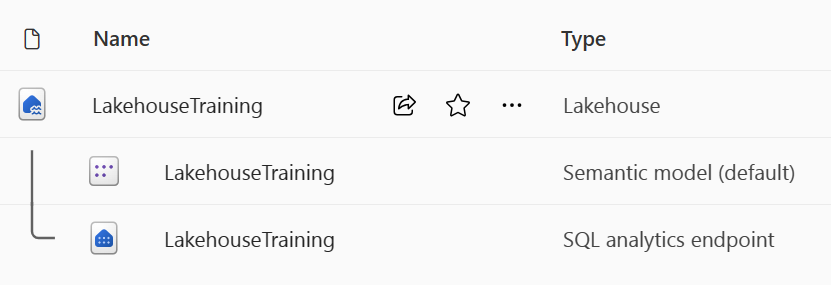 Name Type
LakehouseTraining Lakehouse
LakehouseTraining Semantic model (default)
LakehouseTraining SQL analytics endpoint